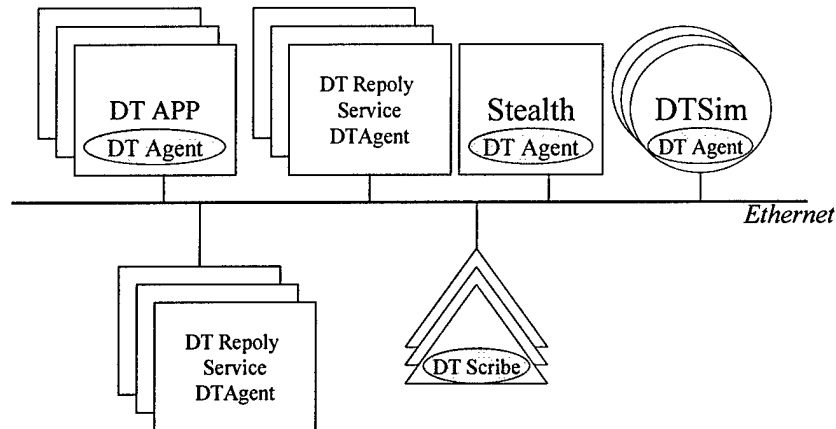 DT APP
DT Agent
DT Repoly
Service
DTAgent
Stealth
DT Agent
DTSim
DT Agent
Ethernet
DT Repoly
Service
DTAgent
DT Scribe